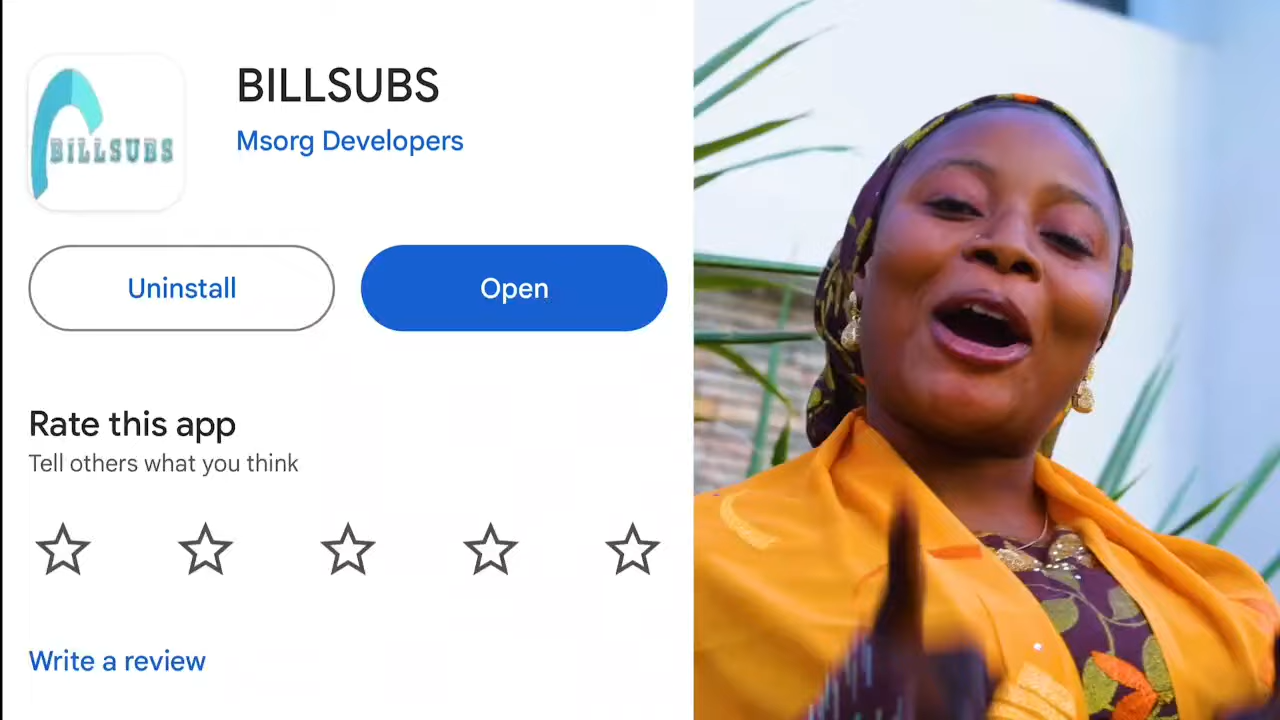 BILLSUBS
BILLSUBS
Msorg Developers
Uninstall
Open
Rate this app
Tell others what you think
Write a review